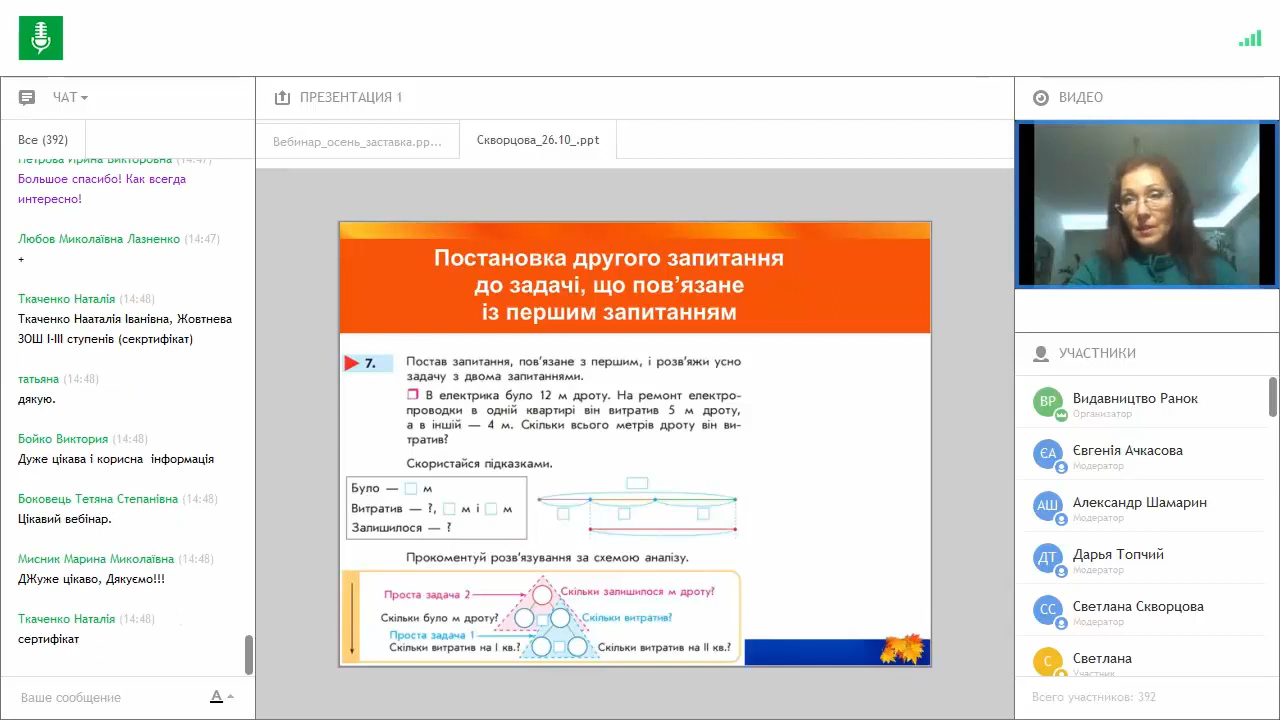 ЧАТ
ПРЕЗЕНТАЦИЯ 1
ВИДЕО
Все (392)
Вебинар_осень_заставка.pp...
Скворцова_26.10_.ppt
Петрова Ирина Викторовна (14:47)
Большое спасибо! Как всегда
интересно!
Любов Миколаївна Лазненко (14:47)
+
Ткаченко Наталія (14:48)
Ткаченко Нааталія Іванівна, Жовтнева
ЗОШ І-ІІІ ступенів (секртифікат)
татьяна (14:48)
дякую.
Бойко Виктория (14:48)
Дуже цікава і корисна інформація
Боковець Тетяна Степанівна (14:48)
Цікавий вебінар.
Мисник Марина Миколаївна (14:48)
ДЖуже цікаво, Дякуємо!!!
Ткаченко Наталія (14:48)
сертифікат
Ваше сообщение
А
Постановка другого запитання
до задачі, що пов’язане
із першим запитанням
7.
Постав запитання, пов’язане з першим, і розв’яжи усно
задачу з двома запитаннями.
В електрика було 12 м дроту. На ремонт електро-
проводки в одній квартирі він витратив 5 м дроту,
а в іншій — 4 м. Скільки всього метрів дроту він ви-
тратив?
Скористайся підказками.
Було — м
Витратив — ?, м і м
Залишилося — ?
Прокоментуй розв’язування за схемою аналізу.
Проста задача 2
Скільки залишилося м дроту?
Скільки було м дроту?
Скільки витратив?
Проста задача 1
Скільки витратив на І кв.?
Скільки витратив на ІІ кв.?
УЧАСТНИКИ
ВР
Видавництво Ранок
Организатор
ЄА
Євгенія Ачкасова
Модератор
АШ
Александр Шамарин
Модератор
ДТ
Дарья Топчий
Модератор
СС
Светлана Скворцова
Модератор
С
Светлана
Участник
Всего участников: 392